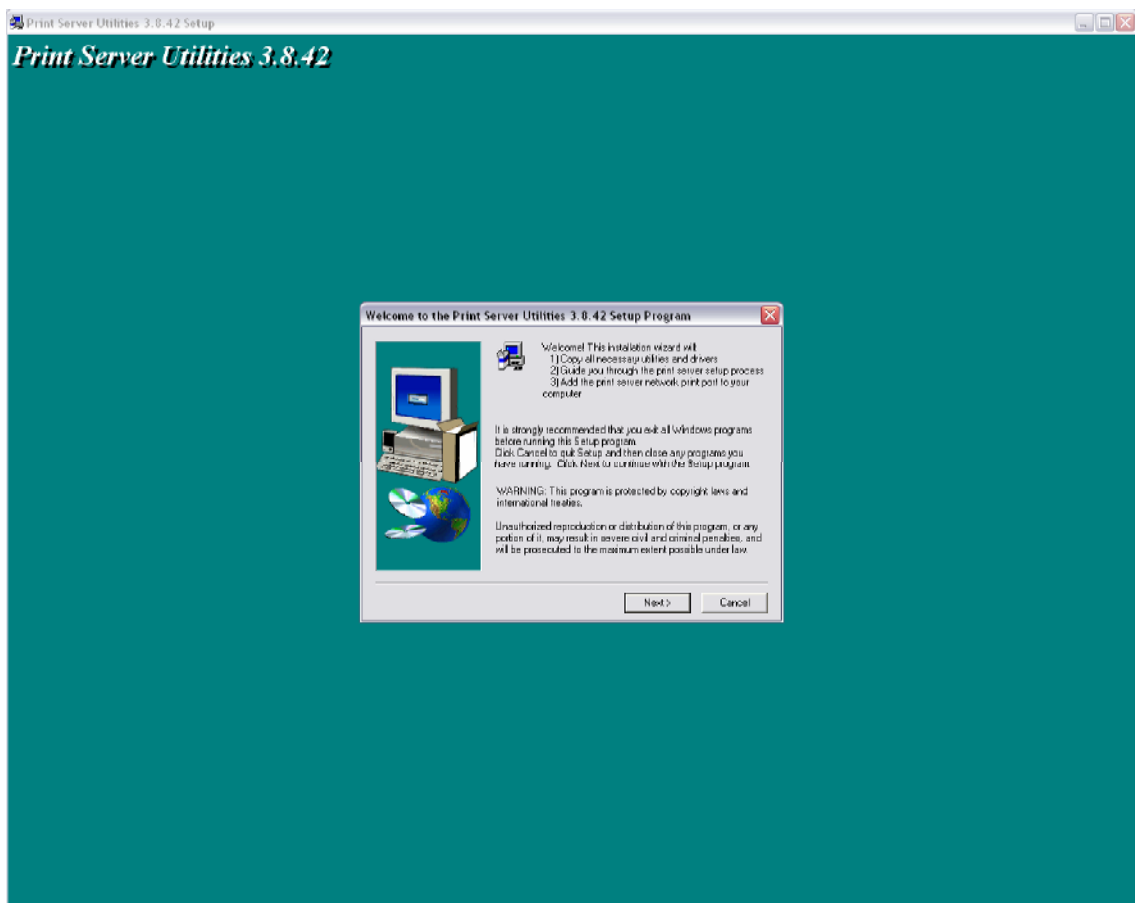 Print Server Utilities 3.8.42 Setup
Print Server Utilities 3.8.42
Welcome to the Print Server Utilities 3.8.42 Setup Program
Welcome! This installation wizard will:
1) Copy all necessary utilities and drivers
2) Guide you through the print server setup process
3) Add the print server network print port to your
computer
It is strongly recommended that you exit all Windows programs
before running this Setup program.
Click Cancel to quit Setup and then close any programs you
have running. Click Next to continue with the Setup program.
WARNING: This program is protected by copyright laws and
international treaties.
Unauthorized reproduction or distribution of this program, or any
portion of it, may result in severe civil and criminal penalties, and
will be prosecuted to the maximum extent possible under law.
Next >
Cancel